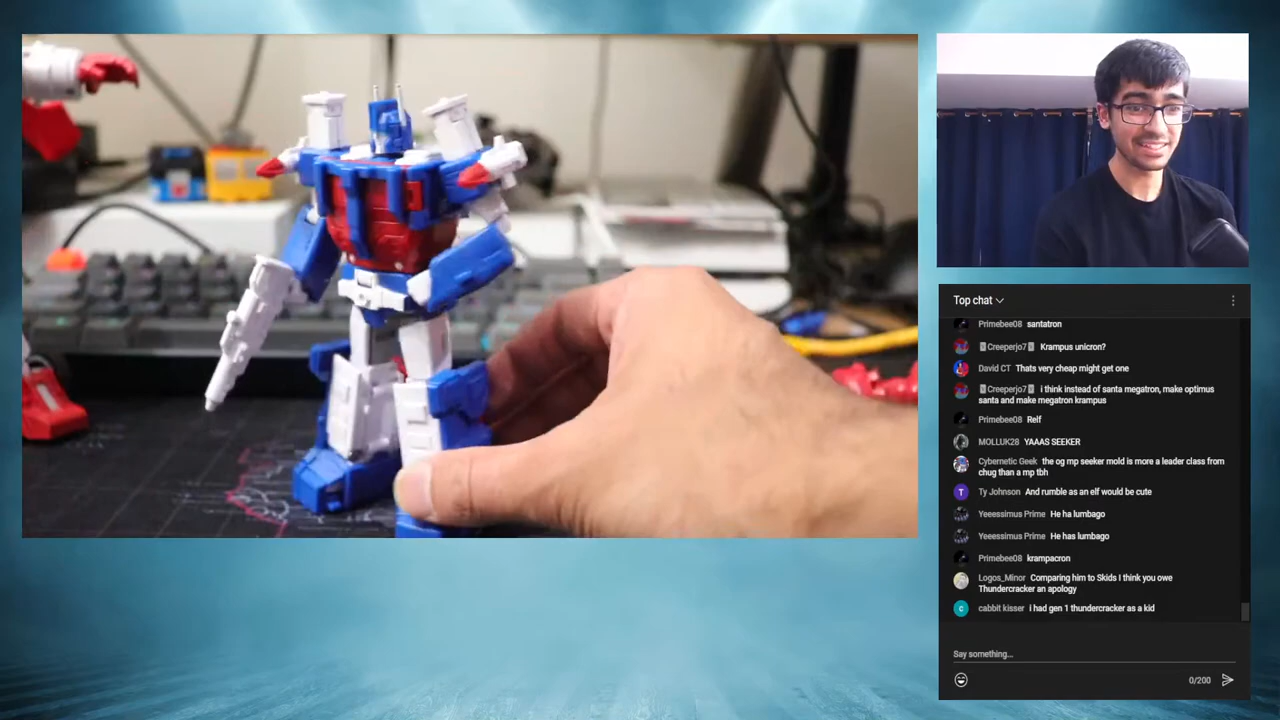 Top chat
Primebee08 santatron
Creeperjo7 Krampus unicron?
David CT Thats very cheap might get one
Creeperjo7 i think instead of santa megatron, make optimus
santa and make megatron krampus
Primebee08 Reif
MOLLUK28 YAAAS SEEKER
Cybernetic Geek the og mp seeker mold is more a leader class from
chug than a mp tbh
T Ty Johnson And rumble as an elf would be cute
Yeeessimus Prime He ha lumbago
Yeeessimus Prime He has lumbago
Primebee08 krampacron
Logos_Minor Comparing him to Skids I think you owe
Thundercracker an apology
c cabbit kisser i had gen 1 thundercracker as a kid
Say something...
0/200